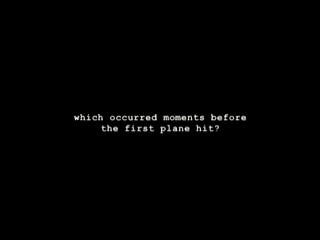 which occurred moments before
the first plane hit?